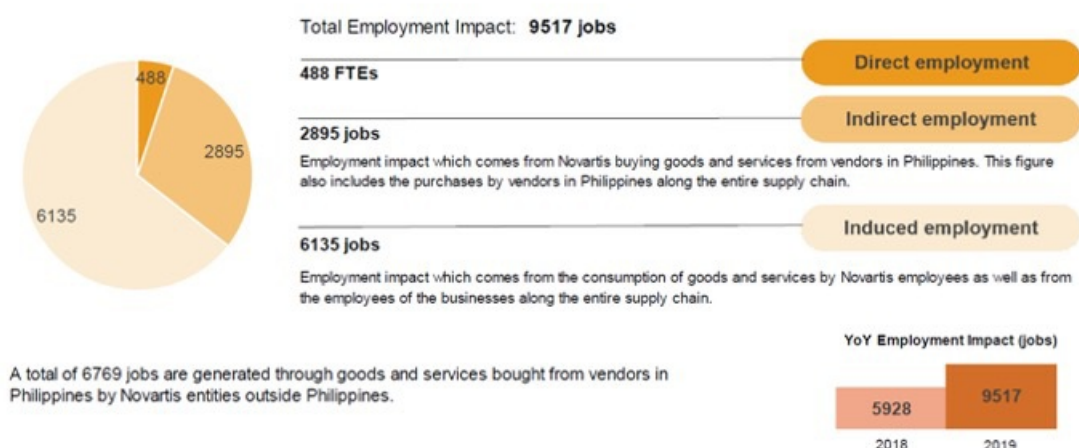 Total Employment Impact: 9517 jobs
488
2895
6135
488 FTEs
Direct employment
2895 jobs
Indirect employment
Employment impact which comes from Novartis buying goods and services from vendors in Philippines. This figure
also includes the purchases by vendors in Philippines along the entire supply chain.
6135 jobs
Induced employment
Employment impact which comes from the consumption of goods and services by Novartis employees as well as from
the employees of the businesses along the entire supply chain.
A total of 6769 jobs are generated through goods and services bought from vendors in
Philippines by Novartis entities outside Philippines.
YoY Employment Impact (jobs)
5928
9517
2018
2019